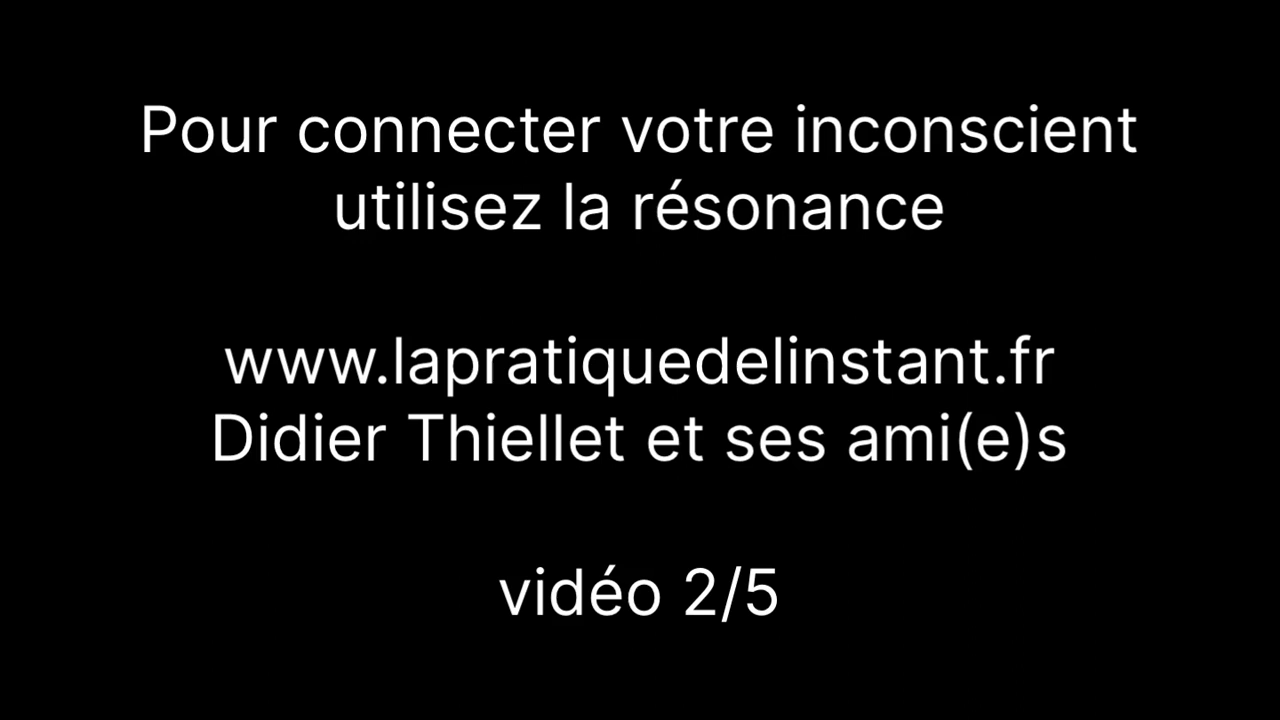 Pour connecter votre inconscient
utilisez la résonance
www.lapratiquedelinstant.fr
Didier Thiellet et ses ami(e)s
vidéo 2/5